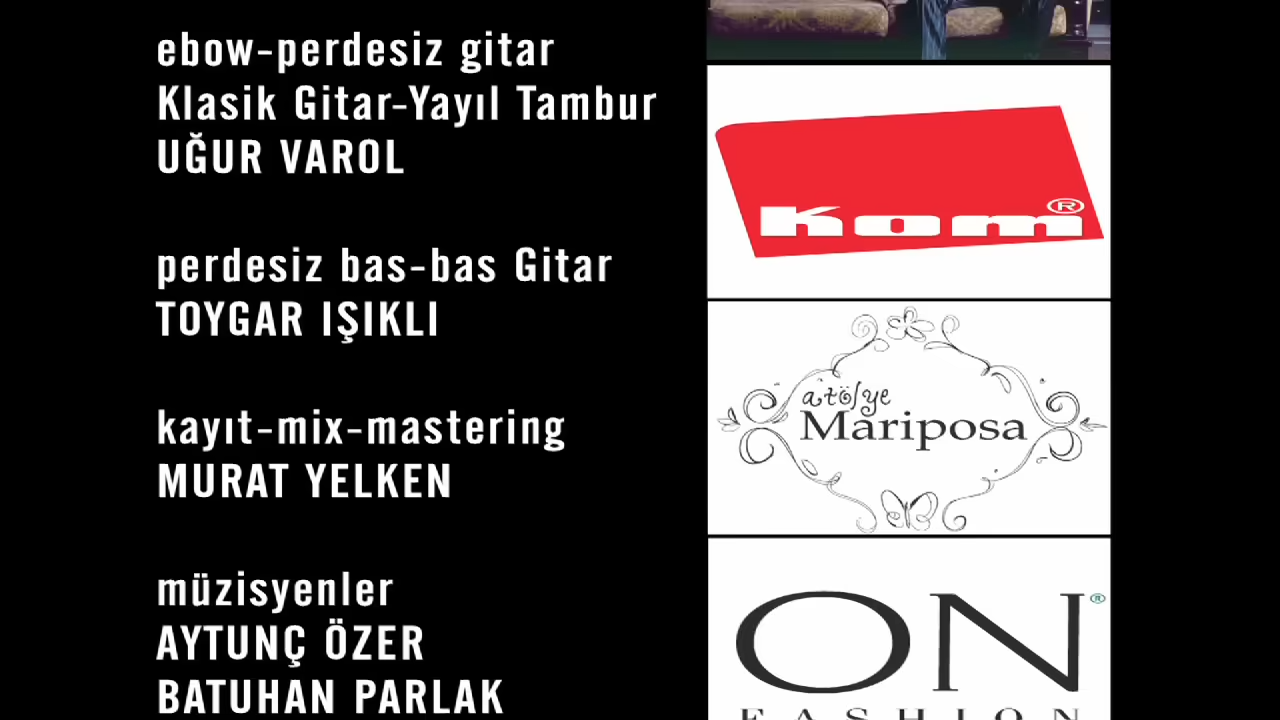 ebow-perdesiz gitar
Klasik Gitar-Yayıl Tambur
UĞUR VAROL
perdesiz bas-bas Gitar
TOYGAR IŞIKLI
kayıt-mix-mastering
MURAT YELKEN
müzisyenler
AYTUNÇ ÖZER
BATUHAN PARLAK
kom®
atölye
Mariposa
ON®
FASHION